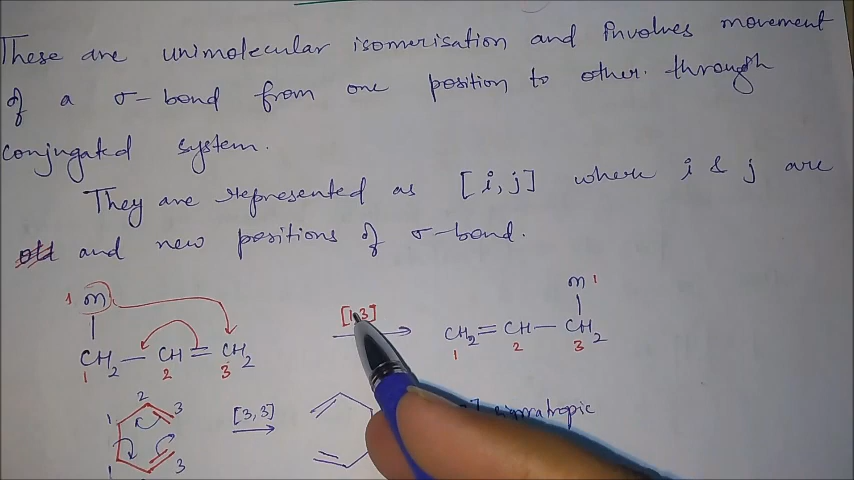 These are unimolecular isomerisation and involves movement
of a σ-bond from one position to other through
conjugated system.
They are represented as [i,j] where i & j are
old and new positions of σ-bond.
1 m
m 1
[1,3]
CH2 — CH = CH2
CH2 = CH — CH2
1 2 3
1 2 3
2
1 3
[3,3]
sigmatropic
1 3